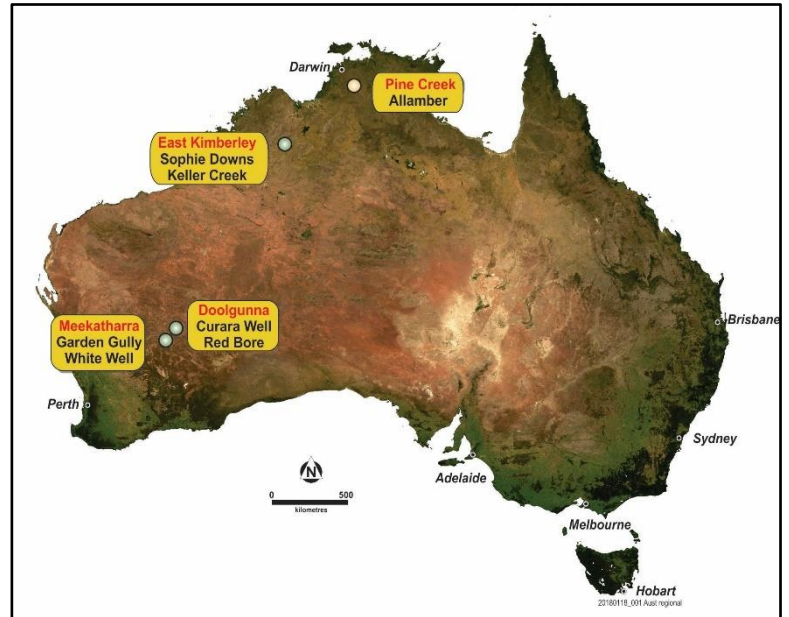 Darwin
Pine Creek
Allamber
East Kimberley
Sophie Downs
Keller Creek
Doolgunna
Curara Well
Red Bore
Meekatharra
Garden Gully
White Well
Brisbane
Perth
Sydney
N
Adelaide
0 500
kilometres
Melbourne
Hobart
20180118_001 Aust regional